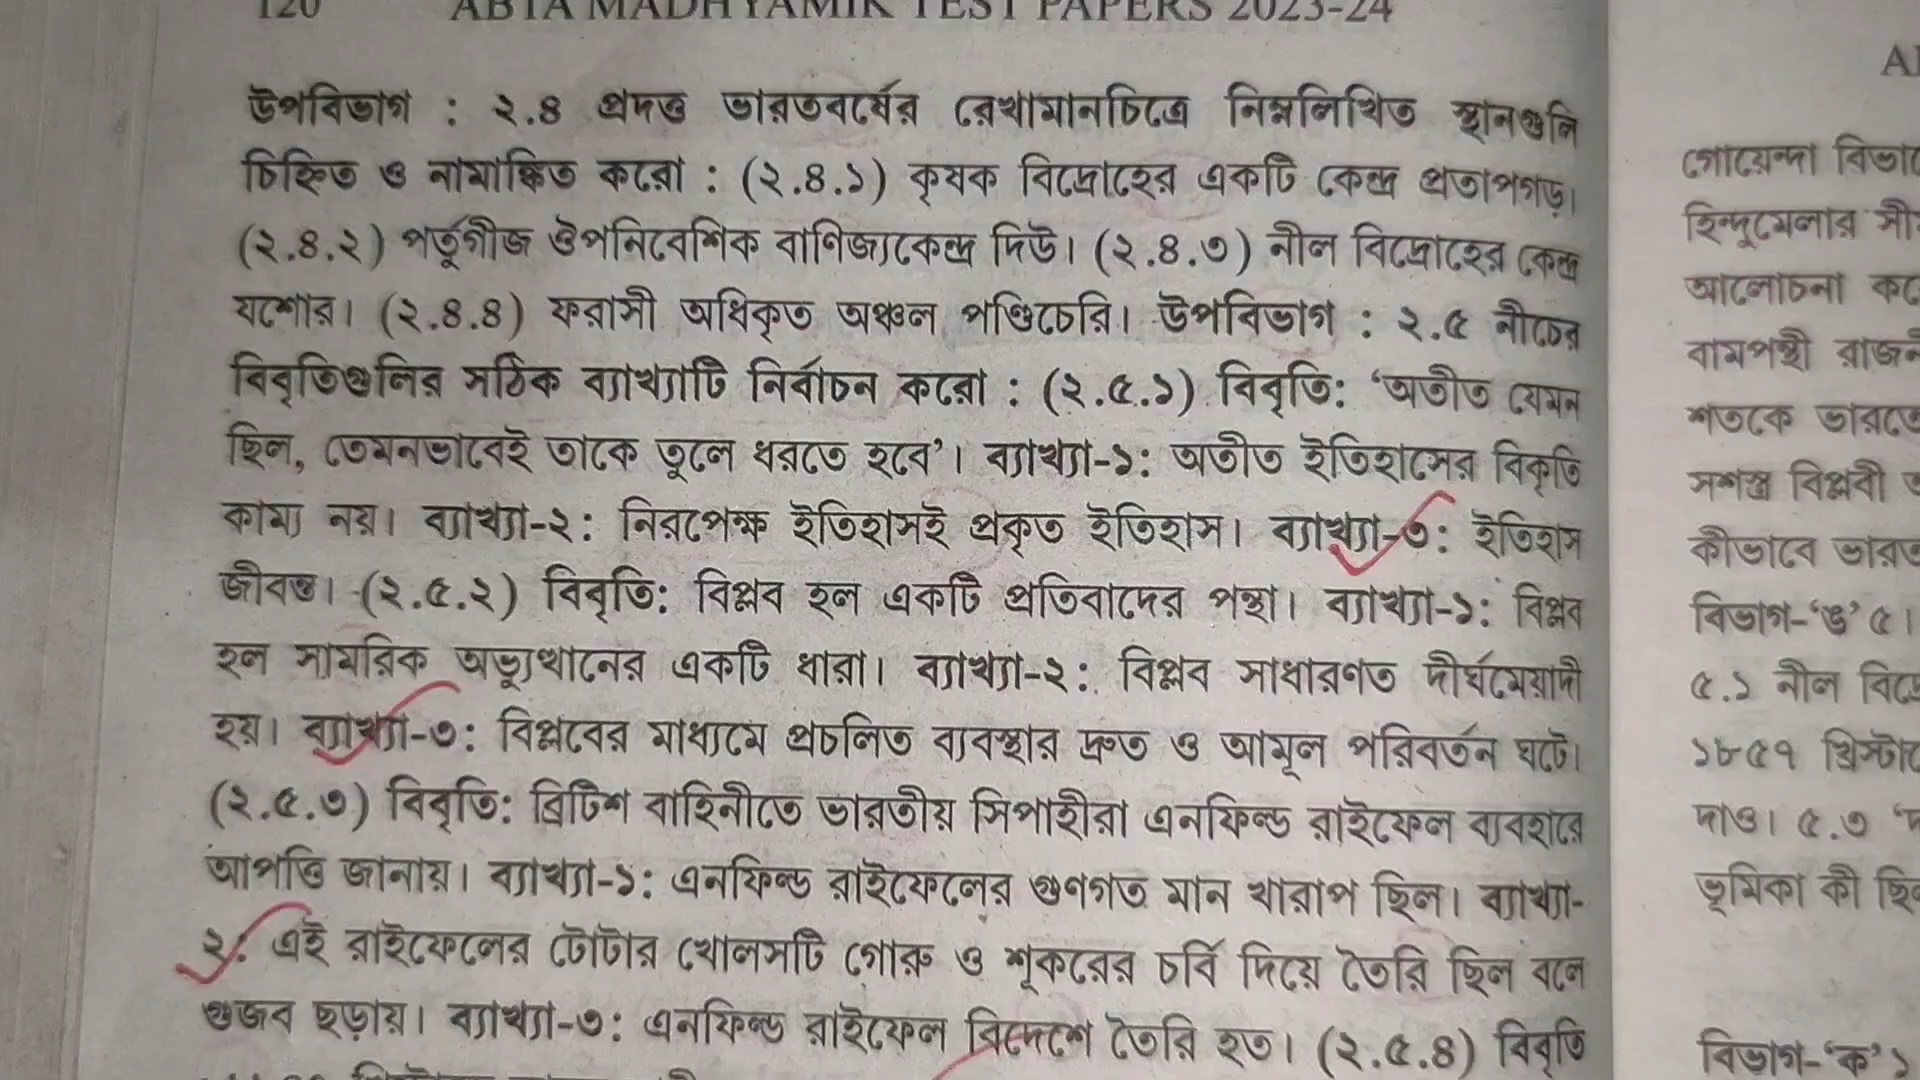 120 ABTA MADHYAMIK TEST PAPERS 2023-24
উপবিভাগ : ২.৪ প্রদত্ত ভারতবর্ষের রেখামানচিত্রে নিম্নলিখিত স্থানগুলি
চিহ্নিত ও নামাঙ্কিত করো : (২.৪.১) কৃষক বিদ্রোহের একটি কেন্দ্র প্রতাপগড়।
(২.৪.২) পর্তুগীজ ঔপনিবেশিক বাণিজ্যকেন্দ্র দিউ। (২.৪.৩) নীল বিদ্রোহের কেন্দ্র
যশোর। (২.৪.৪) ফরাসী অধিকৃত অঞ্চল পণ্ডিচেরি। উপবিভাগ : ২.৫ নীচের
বিবৃতিগুলির সঠিক ব্যাখ্যাটি নির্বাচন করো : (২.৫.১) বিবৃতি: ‘অতীত যেমন
ছিল, তেমনভাবেই তাকে তুলে ধরতে হবে’। ব্যাখ্যা-১: অতীত ইতিহাসের বিকৃতি
কাম্য নয়। ব্যাখ্যা-২: নিরপেক্ষ ইতিহাসই প্রকৃত ইতিহাস। ব্যাখ্যা-৩: ইতিহাস
জীবন্ত। (২.৫.২) বিবৃতি: বিপ্লব হল একটি প্রতিবাদের পন্থা। ব্যাখ্যা-১: বিপ্লব
হল সামরিক অভ্যুত্থানের একটি ধারা। ব্যাখ্যা-২: বিপ্লব সাধারণত দীর্ঘমেয়াদী
হয়। ব্যাখ্যা-৩: বিপ্লবের মাধ্যমে প্রচলিত ব্যবস্থার দ্রুত ও আমূল পরিবর্তন ঘটে।
(২.৫.৩) বিবৃতি: ব্রিটিশ বাহিনীতে ভারতীয় সিপাহীরা এনফিল্ড রাইফেল ব্যবহারে
আপত্তি জানায়। ব্যাখ্যা-১: এনফিল্ড রাইফেলের গুণগত মান খারাপ ছিল। ব্যাখ্যা-
২: এই রাইফেলের টোটার খোলসটি গোরু ও শূকরের চর্বি দিয়ে তৈরি ছিল বলে
গুজব ছড়ায়। ব্যাখ্যা-৩: এনফিল্ড রাইফেল বিদেশে তৈরি হত। (২.৫.৪) বিবৃতি
গোয়েন্দা
হিন্দুমেলার
আলোচনা
বামপন্থী
শতকে
সশস্ত্র বিপ্লবী
কীভাবে
বিভাগ-‘ঙ’ ৫।
৫.১ নীল
১৮৫৭
দাও। ৫.৩
ভূমিকা কী
বিভাগ-‘ক’ ১